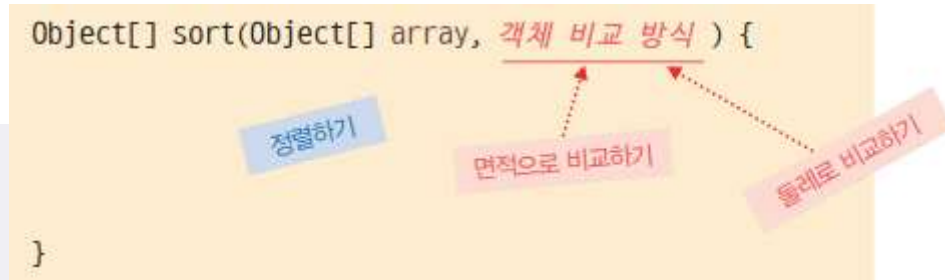 Object[] sort(Object[] array, 객체 비교 방식 ) {
정렬하기
면적으로 비교하기
둘레로 비교하기
}